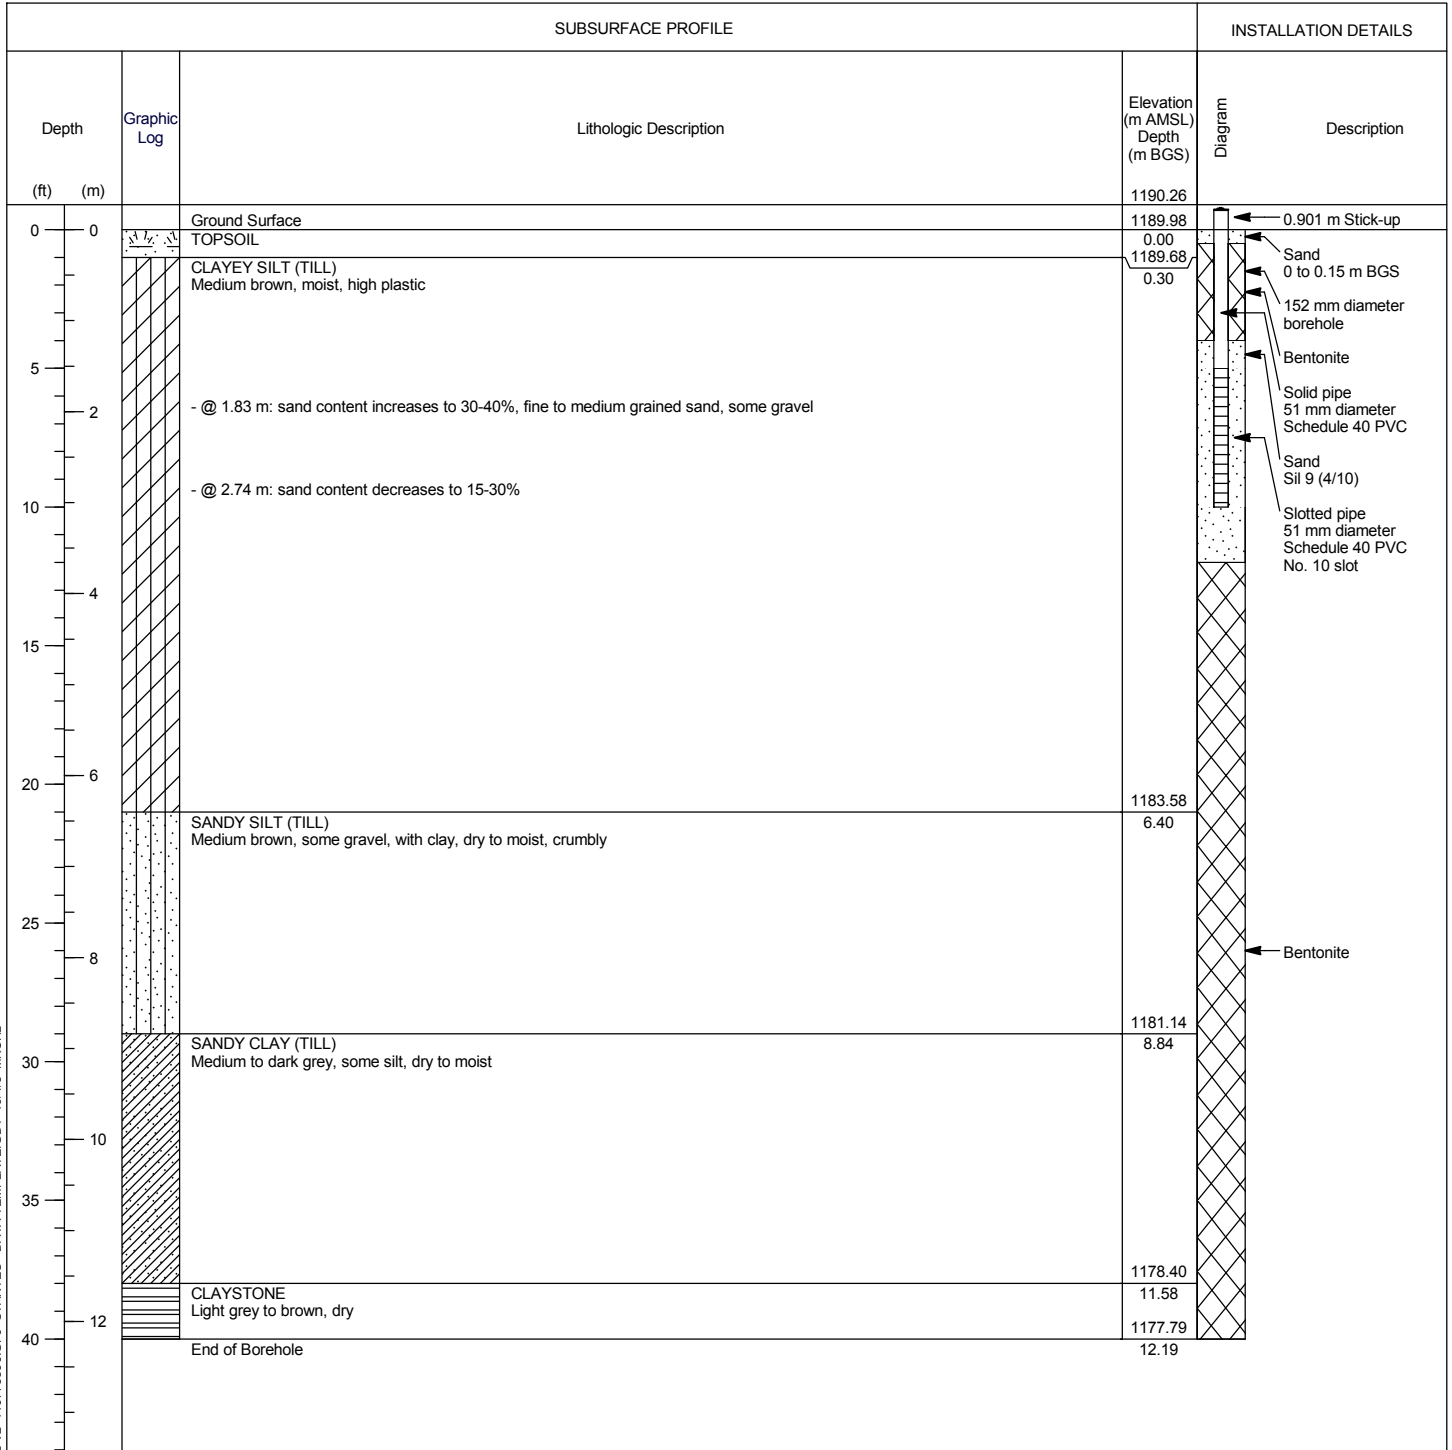 SUBSURFACE PROFILE
INSTALLATION DETAILS
Depth
(ft) (m)
Graphic
Log
Lithologic Description
Elevation
(m AMSL)
Depth
(m BGS)
Diagram
Description
1190.26
Ground Surface
1189.98
0.901 m Stick-up
0 0
TOPSOIL
0.00
1189.68
Sand
0 to 0.15 m BGS
CLAYEY SILT (TILL)
Medium brown, moist, high plastic
0.30
152 mm diameter
borehole
Bentonite
5
Solid pipe
51 mm diameter
Schedule 40 PVC
2
- @ 1.83 m: sand content increases to 30-40%, fine to medium grained sand, some gravel
Sand
Sil 9 (4/10)
- @ 2.74 m: sand content decreases to 15-30%
10
Slotted pipe
51 mm diameter
Schedule 40 PVC
No. 10 slot
4
15
6
20
1183.58
SANDY SILT (TILL)
Medium brown, some gravel, with clay, dry to moist, crumbly
6.40
25
8
Bentonite
1181.14
SANDY CLAY (TILL)
Medium to dark grey, some silt, dry to moist
8.84
30
10
35
1178.40
CLAYSTONE
Light grey to brown, dry
11.58
12
1177.79
40
End of Borehole
12.19